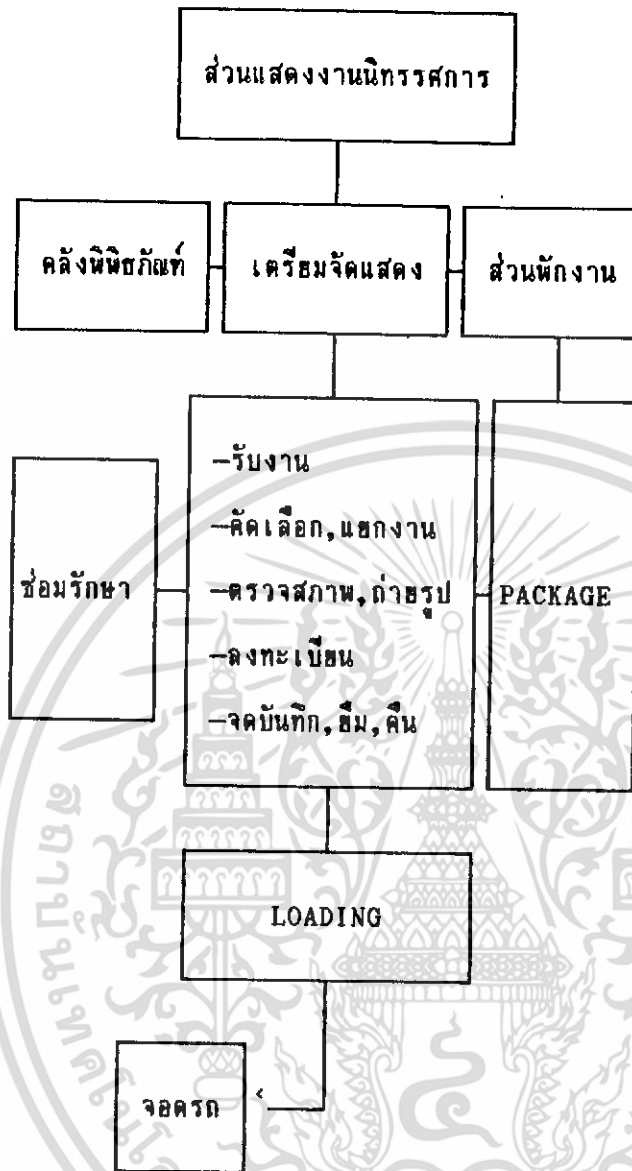 ส่วนแสดงงานนิทรรศการ
คลังพิพิธภัณฑ์
เตรียมจัดแสดง
ส่วนพักงาน
-รับงาน
-คัดเลือก,แยกงาน
ซ่อมรักษา
-ตรวจสภาพ,ถ่ายรูป
PACKAGE
-ลงทะเบียน
-จดบันทึก,ยืม,คืน
LOADING
จอดรถ